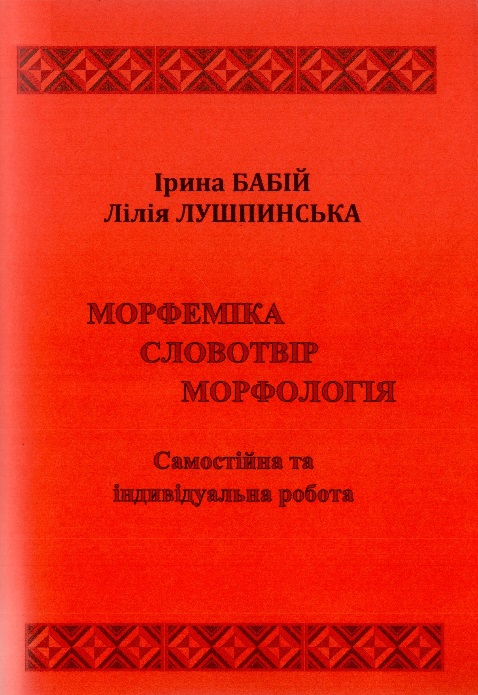 Ірина БАБІЙ
Лілія ЛУШПИНСЬКА
МОРФЕМІКА
СЛОВОТВІР
МОРФОЛОГІЯ
Самостійна та
індивідуальна робота